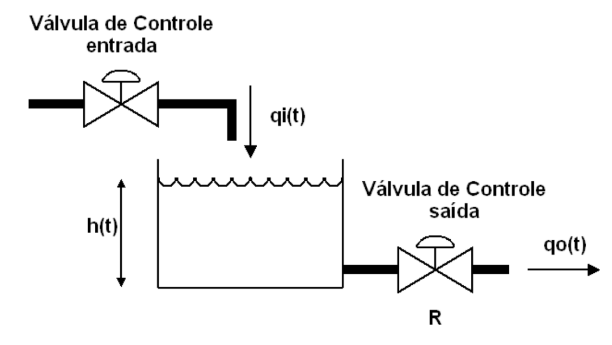 Válvula de Controle
entrada
qi(t)
h(t)
Válvula de Controle
saída
qo(t)
R